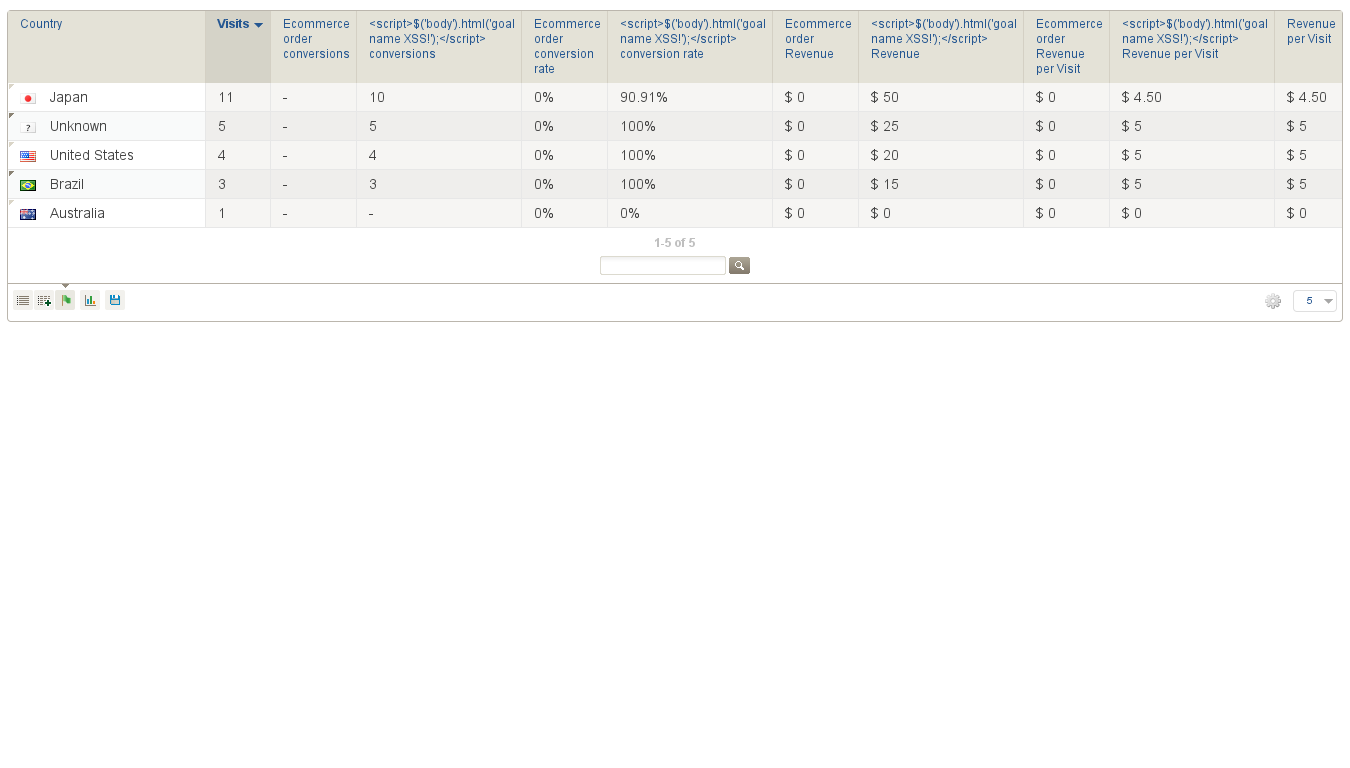 Country Visits Ecommerce order conversions <script>$('body').html('goal name XSS!');</script> conversions Ecommerce order conversion rate <script>$('body').html('goal name XSS!');</script> conversion rate Ecommerce order Revenue <script>$('body').html('goal name XSS!');</script> Revenue Ecommerce order Revenue per Visit <script>$('body').html('goal name XSS!');</script> Revenue per Visit Revenue per Visit
Japan 11 - 10 0% 90.91% $ 0 $ 50 $ 0 $ 4.50 $ 4.50
? Unknown 5 - 5 0% 100% $ 0 $ 25 $ 0 $ 5 $ 5
United States 4 - 4 0% 100% $ 0 $ 20 $ 0 $ 5 $ 5
Brazil 3 - 3 0% 100% $ 0 $ 15 $ 0 $ 5 $ 5
Australia 1 - - 0% 0% $ 0 $ 0 $ 0 $ 0 $ 0
1-5 of 5
5